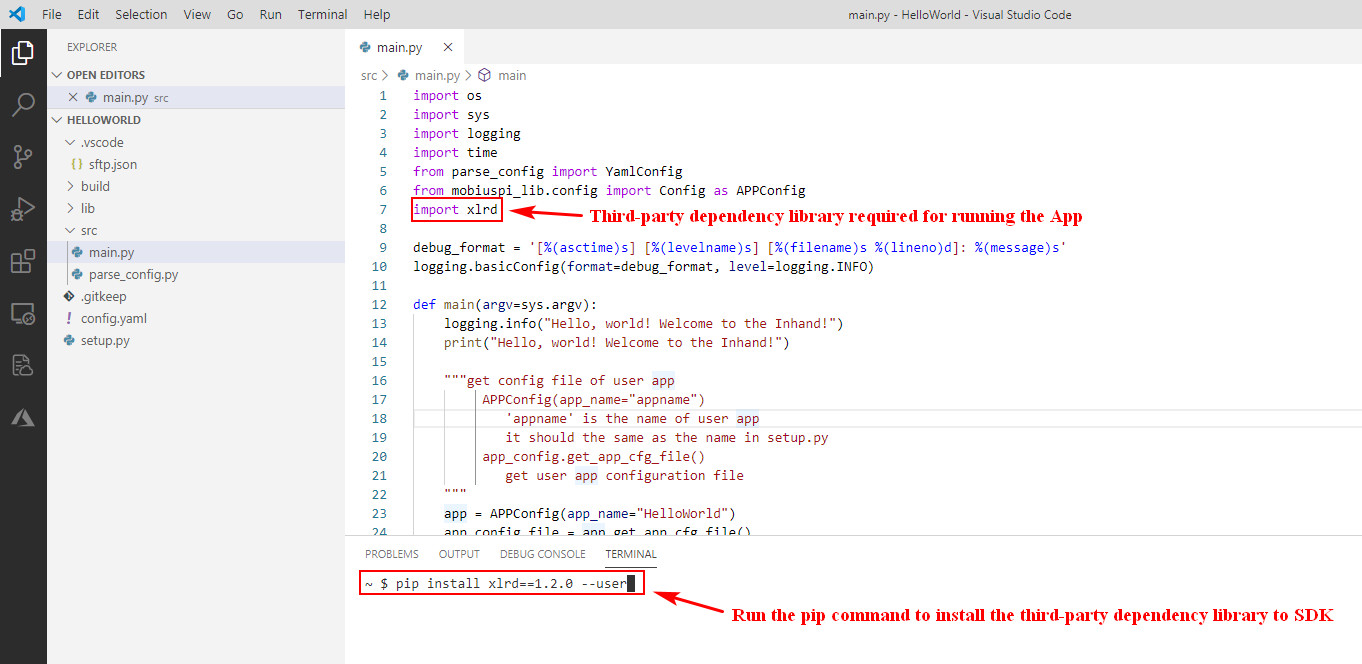 File Edit Selection View Go Run Terminal Help main.py - HelloWorld - Visual Studio Code
EXPLORER
OPEN EDITORS
main.py src
HELLOWORLD
.vscode
{} sftp.json
build
lib
src
main.py
parse_config.py
.gitkeep
! config.yaml
setup.py
main.py
src > main.py > main
1 import os
2 import sys
3 import logging
4 import time
5 from parse_config import YamlConfig
6 from mobiuspi_lib.config import Config as APPConfig
7 import xlrd
Third-party dependency library required for running the App
8
9 debug_format = '[%(asctime)s] [%(levelname)s] [%(filename)s %(lineno)d]: %(message)s'
10 logging.basicConfig(format=debug_format, level=logging.INFO)
11
12 def main(argv=sys.argv):
13 logging.info("Hello, world! Welcome to the Inhand!")
14 print("Hello, world! Welcome to the Inhand!")
15
16 """get config file of user app
17 APPConfig(app_name="appname")
18 'appname' is the name of user app
19 it should the same as the name in setup.py
20 app_config.get_app_cfg_file()
21 get user app configuration file
22 """
23 app = APPConfig(app_name="HelloWorld")
24 app_config_file = app.get_app_cfg_file()
PROBLEMS OUTPUT DEBUG CONSOLE TERMINAL
~ $ pip install xlrd==1.2.0 --user
Run the pip command to install the third-party dependency library to SDK